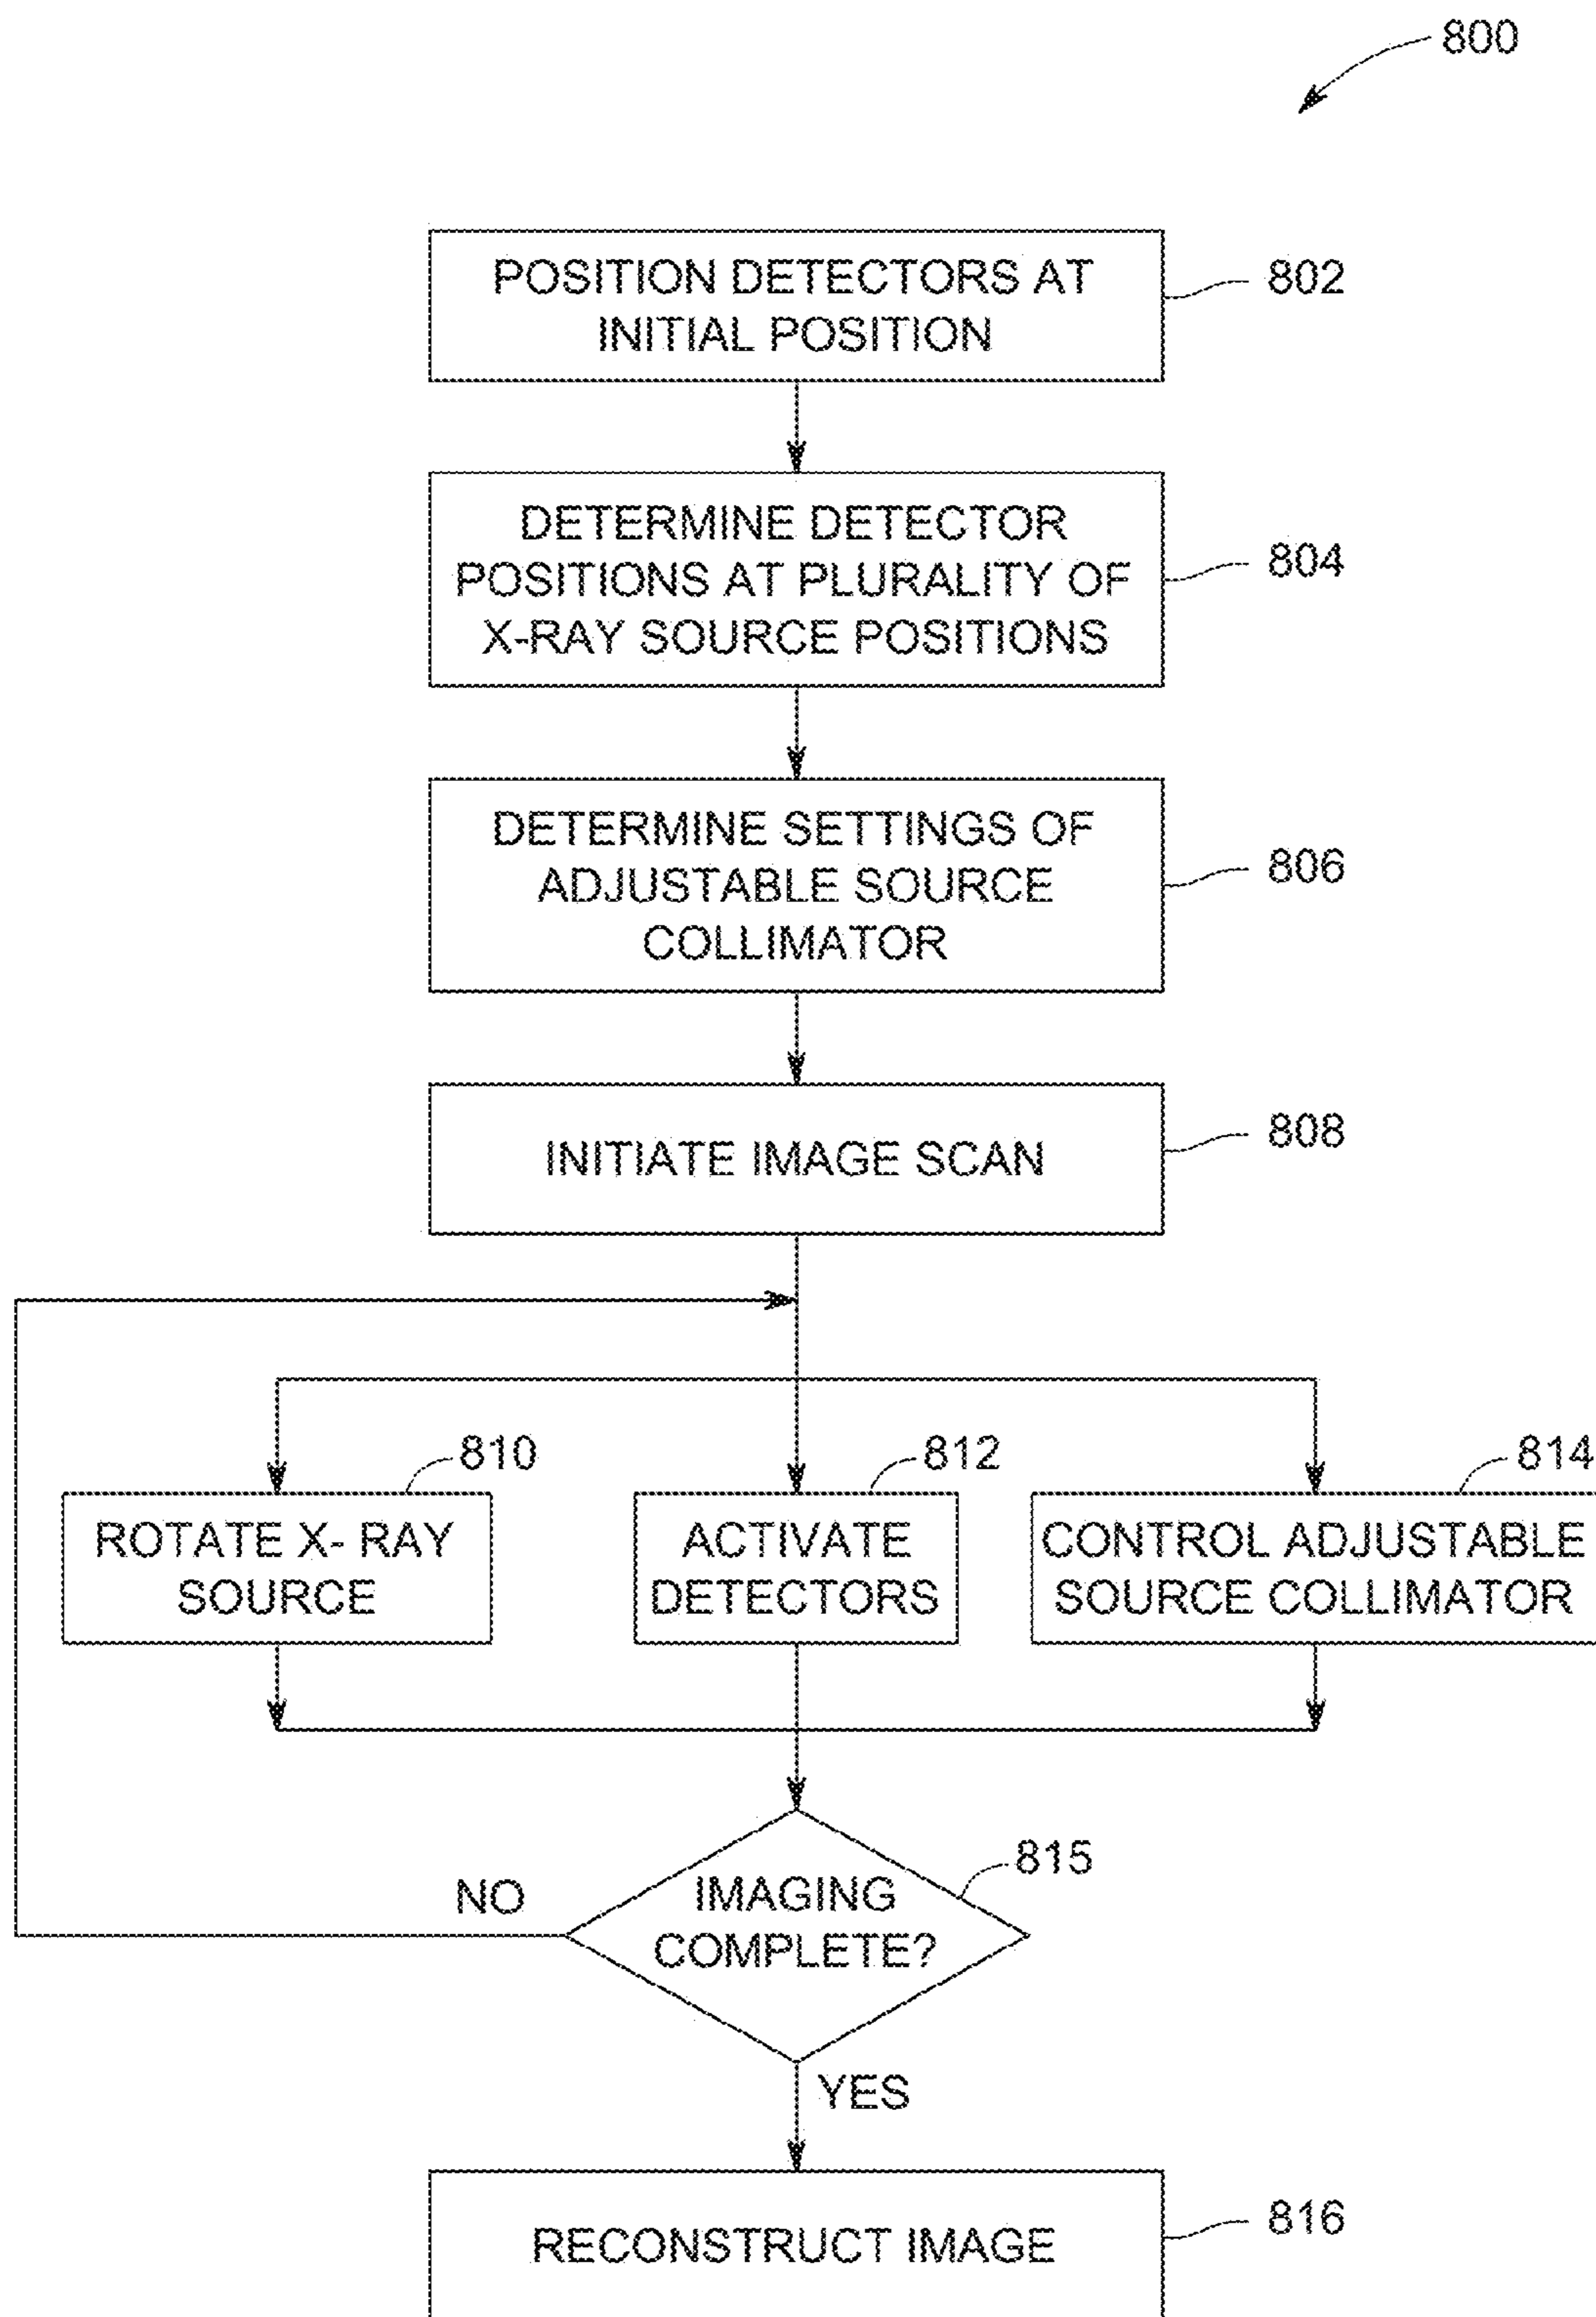 800
POSITION DETECTORS AT
INITIAL POSITION
802
DETERMINE DETECTOR
POSITIONS AT PLURALITY OF
X-RAY SOURCE POSITIONS
804
DETERMINE SETTINGS OF
ADJUSTABLE SOURCE
COLLIMATOR
806
INITIATE IMAGE SCAN
808
810
ROTATE X- RAY
SOURCE
812
ACTIVATE
DETECTORS
814
CONTROL ADJUSTABLE
SOURCE COLLIMATOR
815
IMAGING
COMPLETE?
NO
YES
RECONSTRUCT IMAGE
816